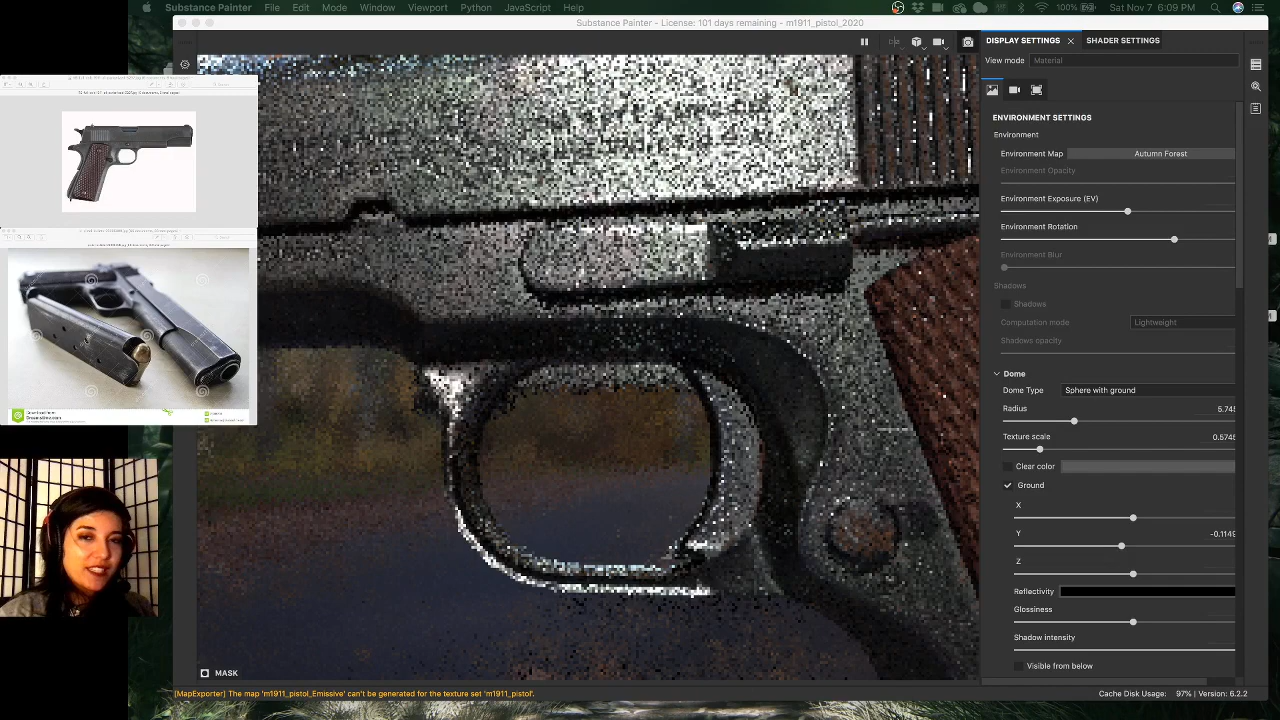 Substance Painter File Edit Mode Window Viewport Python JavaScript Help
100% Sat Nov 7 6:09 PM
Substance Painter - License: 101 days remaining - m1911_pistol_2020
DISPLAY SETTINGS SHADER SETTINGS
View mode Material
ENVIRONMENT SETTINGS
Environment
Environment Map Autumn Forest
Environment Opacity
Environment Exposure (EV)
Environment Rotation
Environment Blur
Shadows
Shadows
Computation mode Lightweight
Shadows opacity
Dome
Dome Type Sphere with ground
Radius 5.745
Texture scale 0.5745
Clear color
Ground
X
Y -0.1149
Z
Reflectivity
Glossiness
Shadow intensity
Visible from below
MASK
[MapExporter] The map 'm1911_pistol_Emissive' can't be generated for the texture set 'm1911_pistol'.
Cache Disk Usage: 97% | Version: 6.2.2